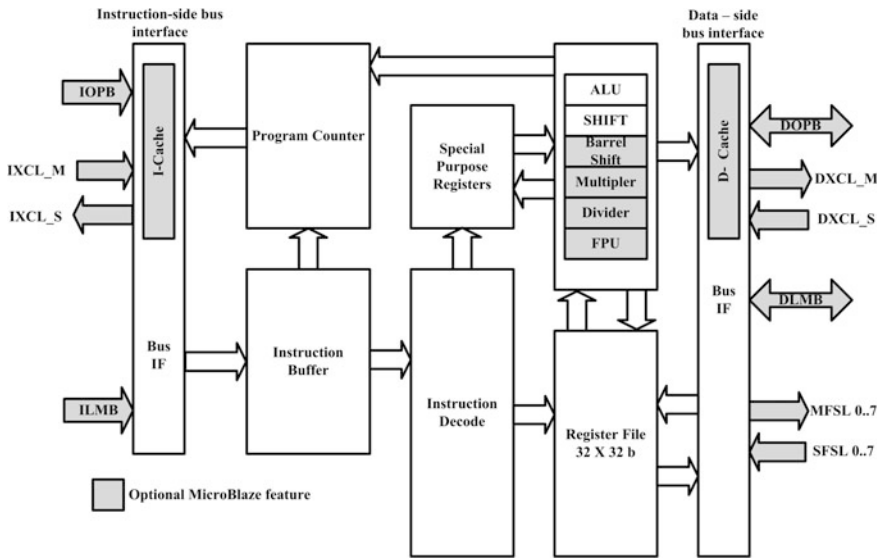 Instruction-side bus
interface
Data – side
bus interface
IOPB
IXCL_M
IXCL_S
ILMB
I-Cache
Bus
IF
Program Counter
Special
Purpose
Registers
ALU
SHIFT
Barrel
Shift
Multipler
Divider
FPU
D- Cache
Bus
IF
DOPB
DXCL_M
DXCL_S
DLMB
MFSL 0..7
SFSL 0..7
Instruction
Buffer
Instruction
Decode
Register File
32 X 32 b
Optional MicroBlaze feature